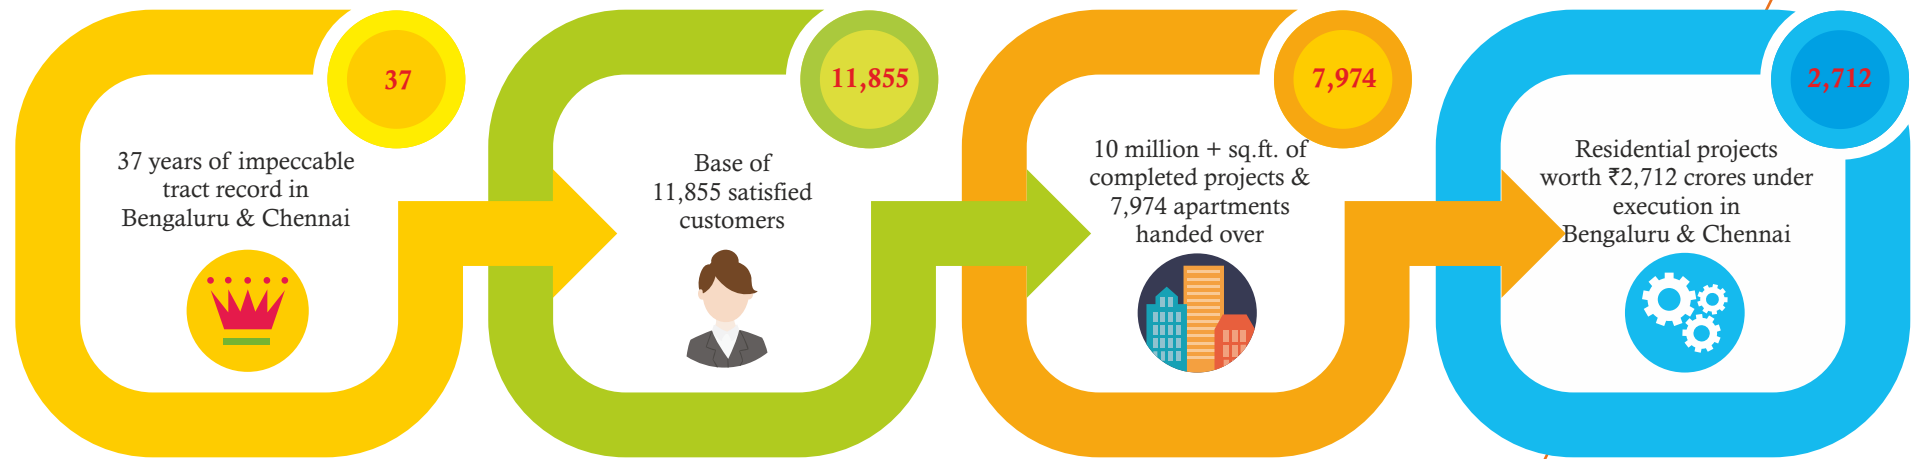 37
37 years of impeccable
tract record in
Bengaluru & Chennai
11,855
Base of
11,855 satisfied
customers
7,974
10 million + sq.ft. of
completed projects &
7,974 apartments
handed over
2,712
Residential projects
worth ₹2,712 crores under
execution in
Bengaluru & Chennai